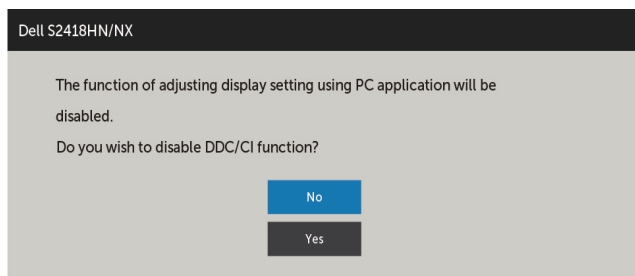 Dell S2418HN/NX
The function of adjusting display setting using PC application will be
disabled.
Do you wish to disable DDC/CI function?
No
Yes